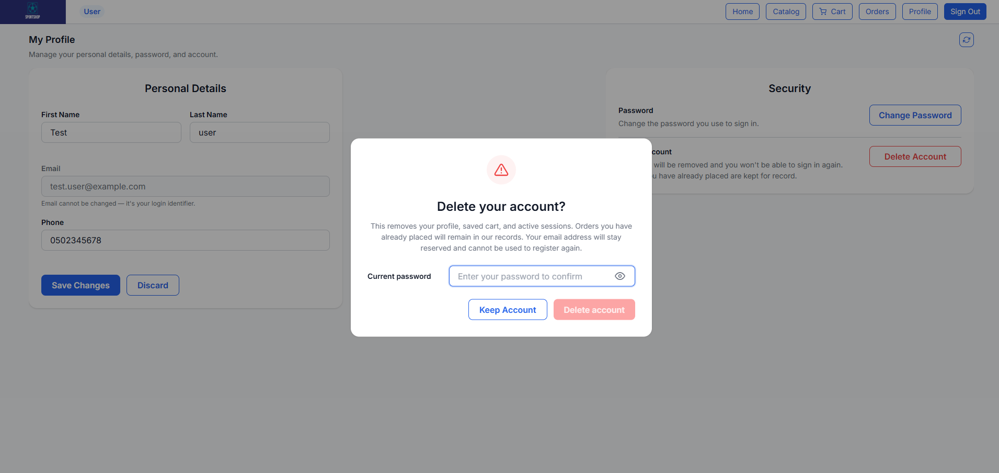 SPORTSHOP
User
Home
Catalog
Cart
Orders
Profile
Sign Out
My Profile
Manage your personal details, password, and account.
Personal Details
First Name
Last Name
Test
user
Email
test.user@example.com
Email cannot be changed — it's your login identifier.
Phone
0502345678
Save Changes
Discard
Security
Password
Change the password you use to sign in.
Change Password
will be removed and you won't be able to sign in again.
have already placed are kept for record.
Delete Account
Delete your account?
This removes your profile, saved cart, and active sessions. Orders you have
already placed will remain in our records. Your email address will stay
reserved and cannot be used to register again.
Current password
Enter your password to confirm
Keep Account
Delete account